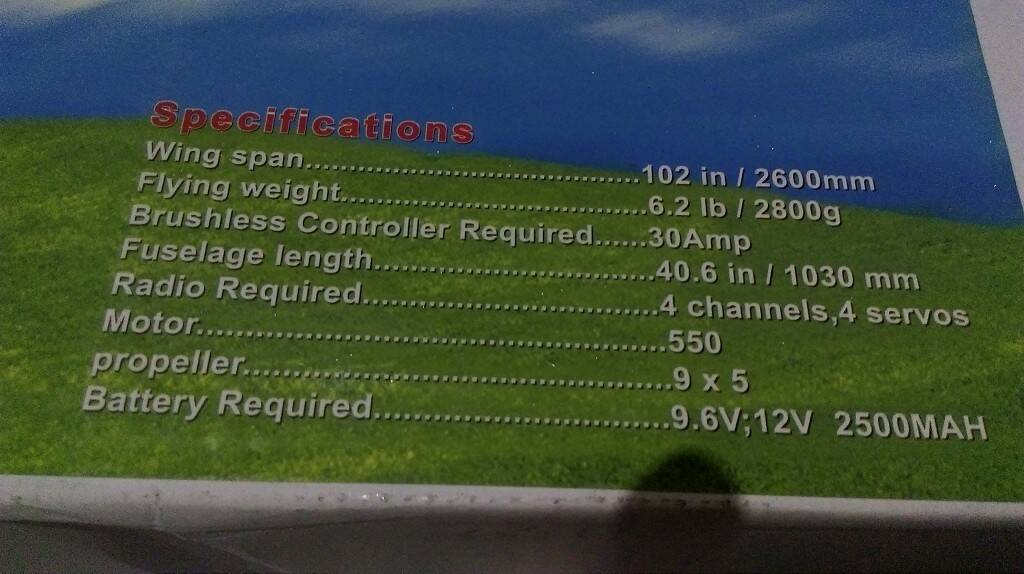 Specifications
Wing span......................................102 in / 2600mm
Flying weight...................................6.2 lb / 2800g
Brushless Controller Required......30Amp
Fuselage length................................40.6 in / 1030 mm
Radio Required..................................4 channels,4 servos
Motor.....................................................550
propeller................................................9 x 5
Battery Required.................................9.6V;12V 2500MAH